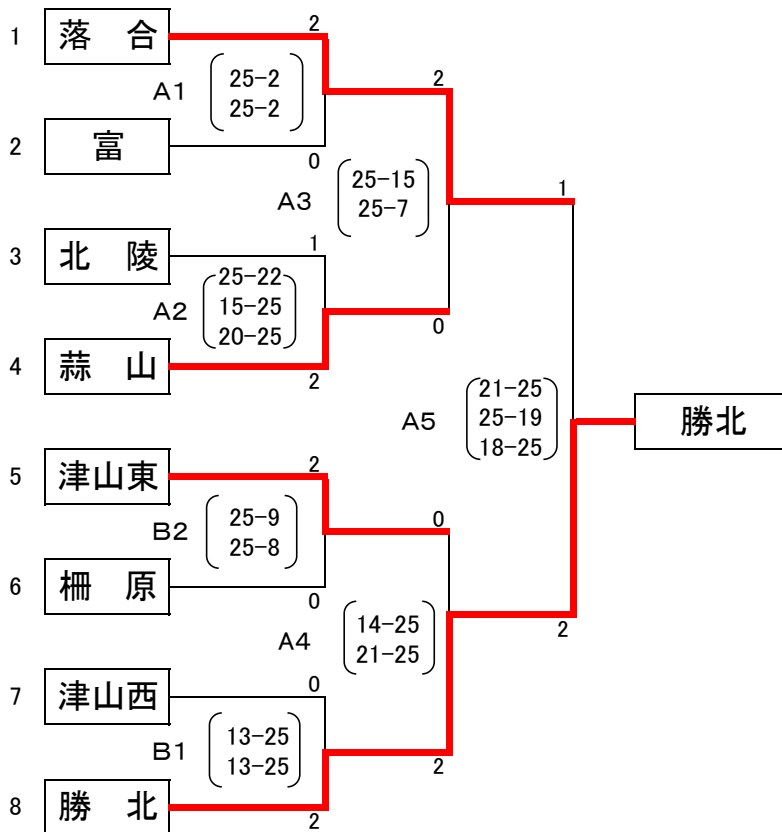 1 落 合 2
A1 25-2
25-2
2 富 0
2
A3 25-15
25-7
1
3 北 陵 1
A2 25-22
15-25
20-25
0
4 蒜 山 2
A5 21-25
25-19
18-25
勝北
5 津山東 2
B2 25-9
25-8
0
6 柵 原 0
A4 14-25
21-25
2
7 津山西 0
B1 13-25
13-25
2
8 勝 北 2